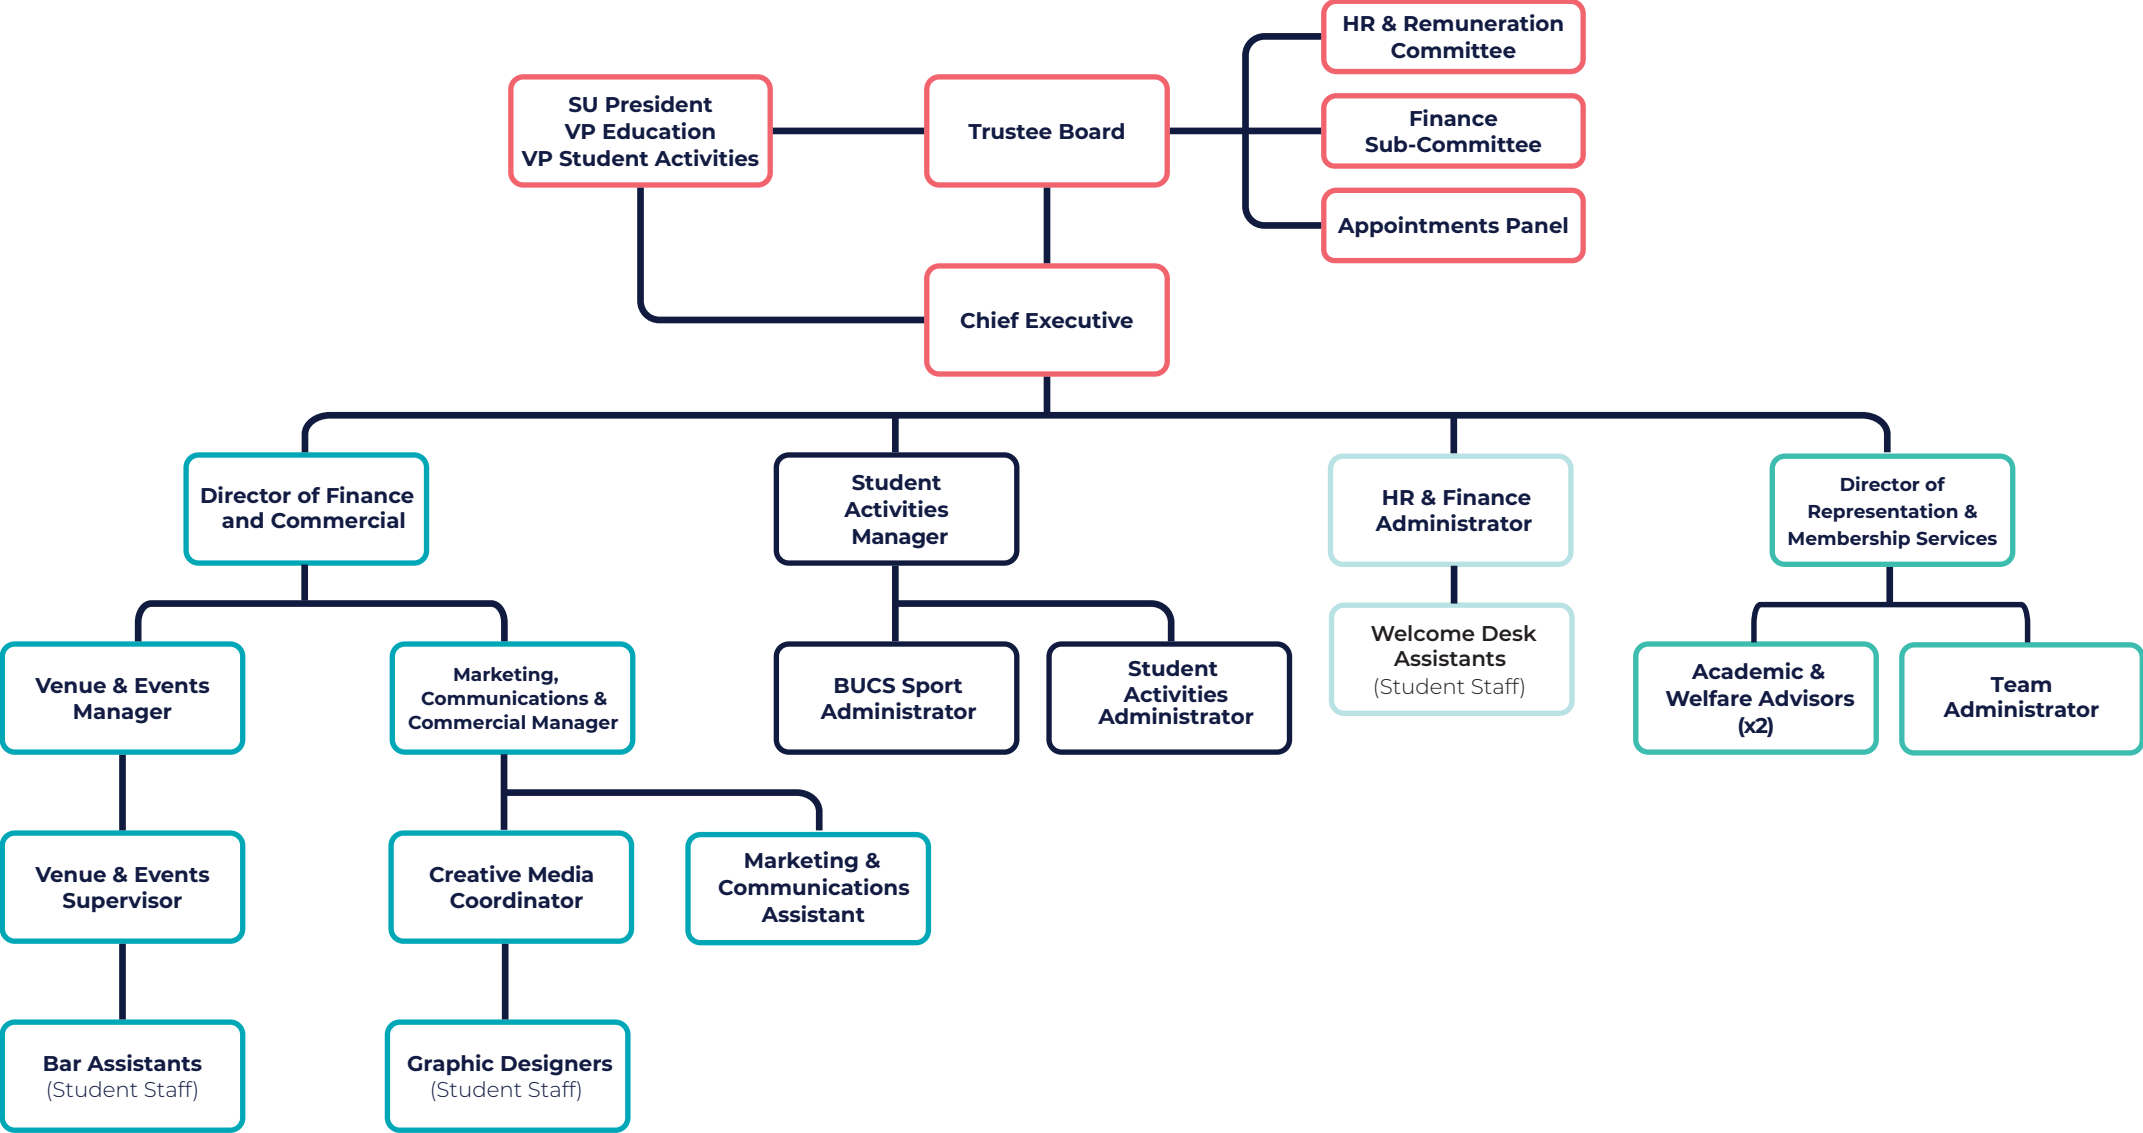 HR & Remuneration
Committee
SU President
VP Education
VP Student Activities
Trustee Board
Finance
Sub-Committee
Appointments Panel
Chief Executive
Director of Finance
and Commercial
Student
Activities
Manager
HR & Finance
Administrator
Director of
Representation &
Membership Services
Venue & Events
Manager
Marketing,
Communications &
Commercial Manager
BUCS Sport
Administrator
Student
Activities
Administrator
Welcome Desk
Assistants
(Student Staff)
Academic &
Welfare Advisors
(x2)
Team
Administrator
Venue & Events
Supervisor
Creative Media
Coordinator
Marketing &
Communications
Assistant
Bar Assistants
(Student Staff)
Graphic Designers
(Student Staff)